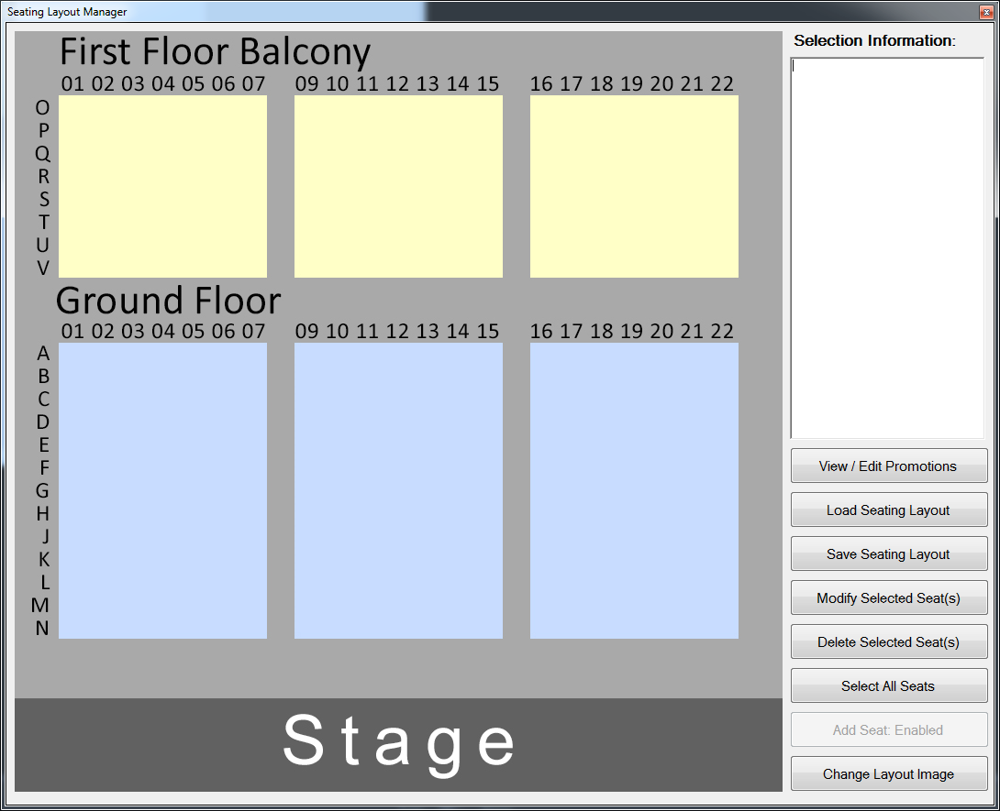 Seating Layout Manager
First Floor Balcony
01 02 03 04 05 06 07 09 10 11 12 13 14 15 16 17 18 19 20 21 22
O
P
Q
R
S
T
U
V
Ground Floor
01 02 03 04 05 06 07 09 10 11 12 13 14 15 16 17 18 19 20 21 22
A
B
C
D
E
F
G
H
J
K
L
M
N
Stage
Selection Information:
View / Edit Promotions
Load Seating Layout
Save Seating Layout
Modify Selected Seat(s)
Delete Selected Seat(s)
Select All Seats
Add Seat: Enabled
Change Layout Image